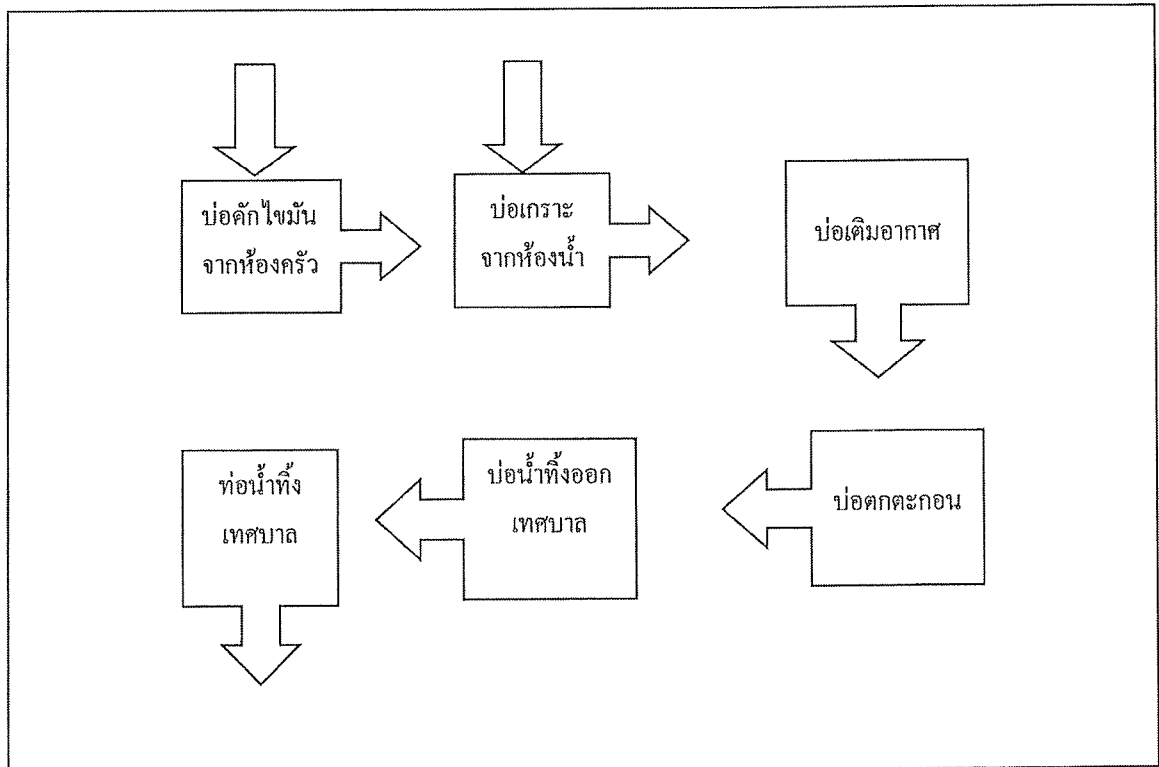 บ่อดักไขมัน
จากห้องครัว
บ่อเกราะ
จากห้องน้ำ
บ่อเติมอากาศ
ท่อน้ำทิ้ง
เทศบาล
บ่อน้ำทิ้งออก
เทศบาล
บ่อตกตะกอน